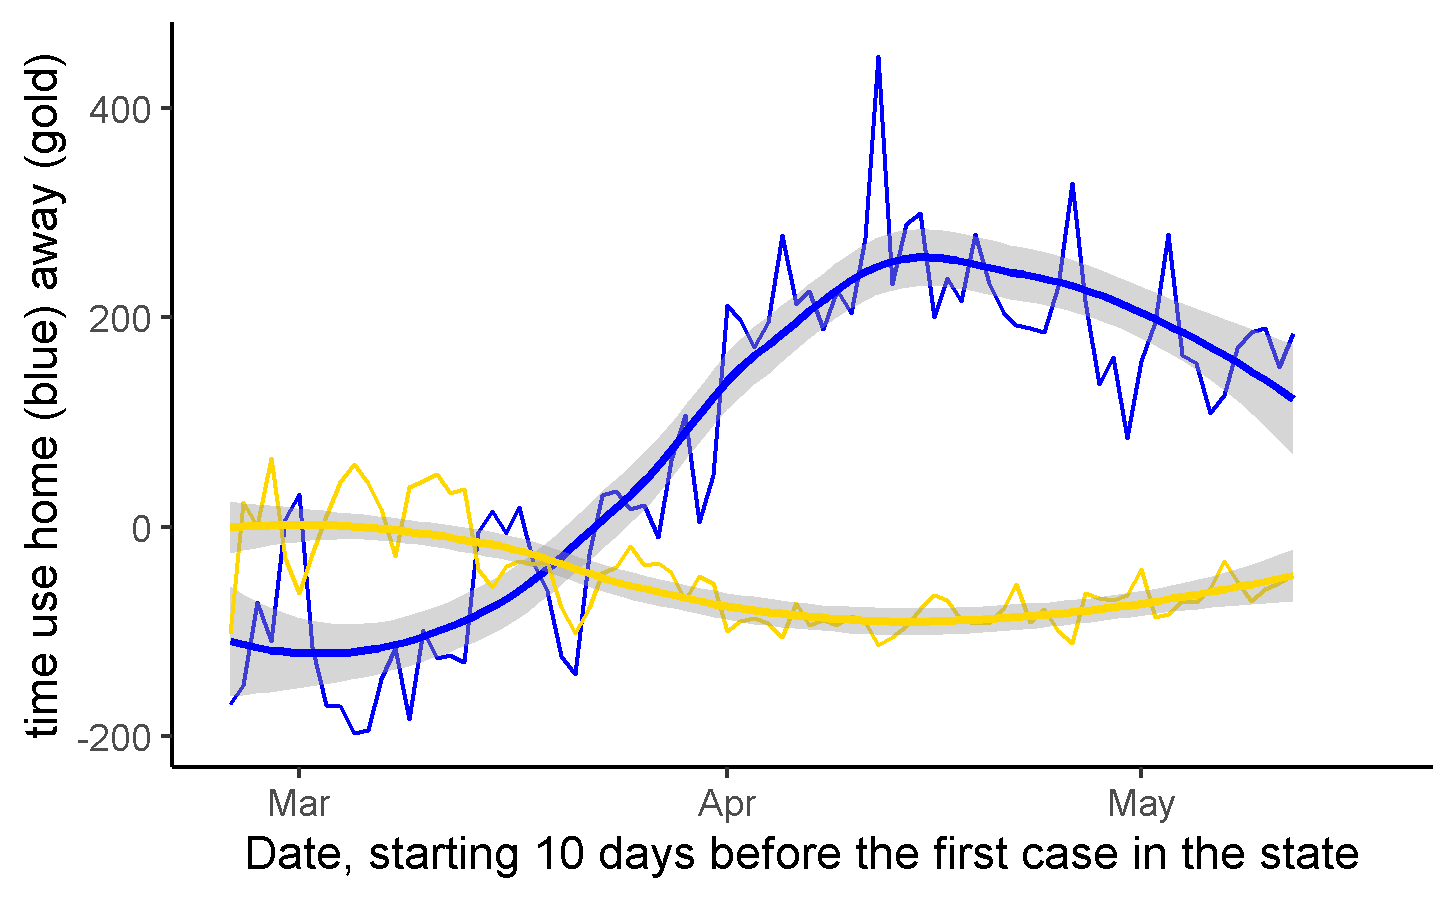 time use home (blue) away (gold)
400
200
0
-200
Mar
Apr
May
Date, starting 10 days before the first case in the state